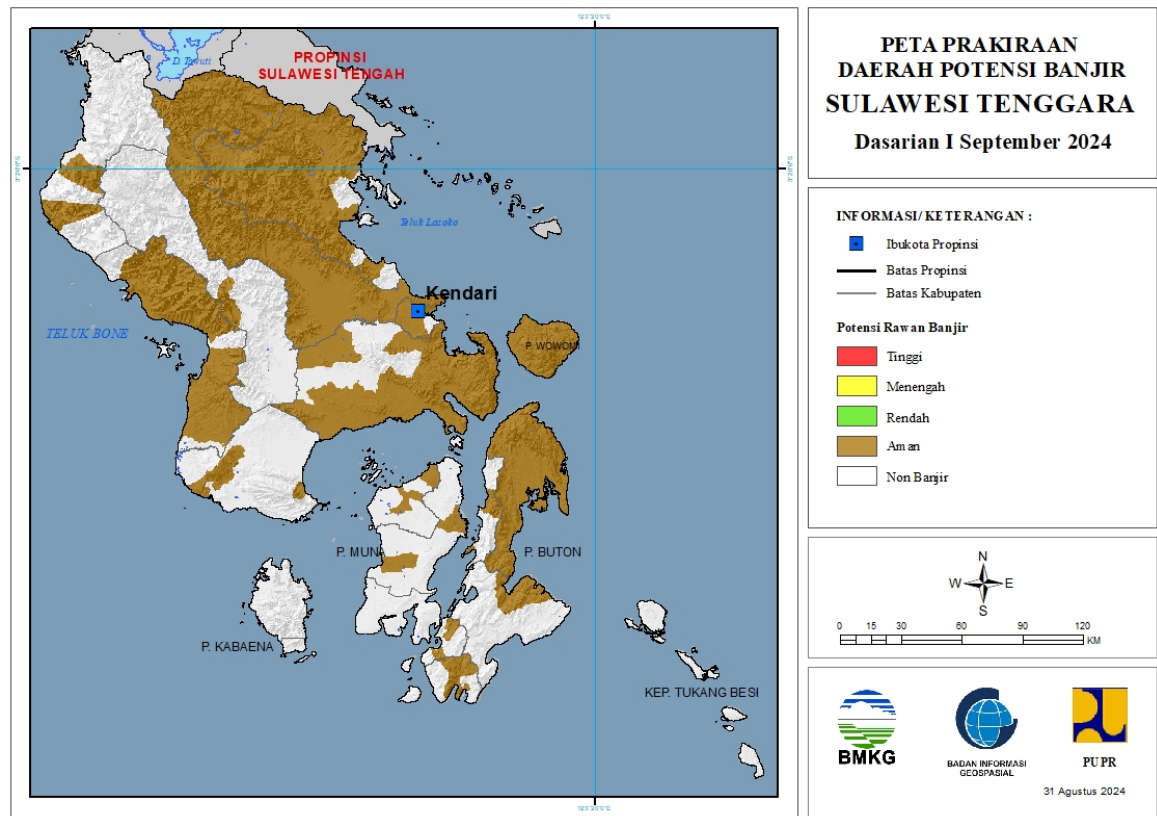 PETA PRAKIRAAN
DAERAH POTENSI BANJIR
SULAWESI TENGGARA
Dasarian I September 2024
INFORMASI/KETERANGAN :
Ibukota Propinsi
Batas Propinsi
Batas Kabupaten
Potensi Rawan Banjir
Tinggi
Menengah
Rendah
Aman
Non Banjir
N
W
E
S
0 15 30 60 90 120
KM
BMKG
BADAN INFORMASI
GEOSPASIAL
PUPR
31 Agustus 2024
D. Towuti
PROPINSI
SULAWESI TENGAH
Teluk Lasolo
Kendari
TELUK BONE
P. WOWONI
P. MUNA
P. BUTON
P. KABAENA
KEP. TUKANG BESI